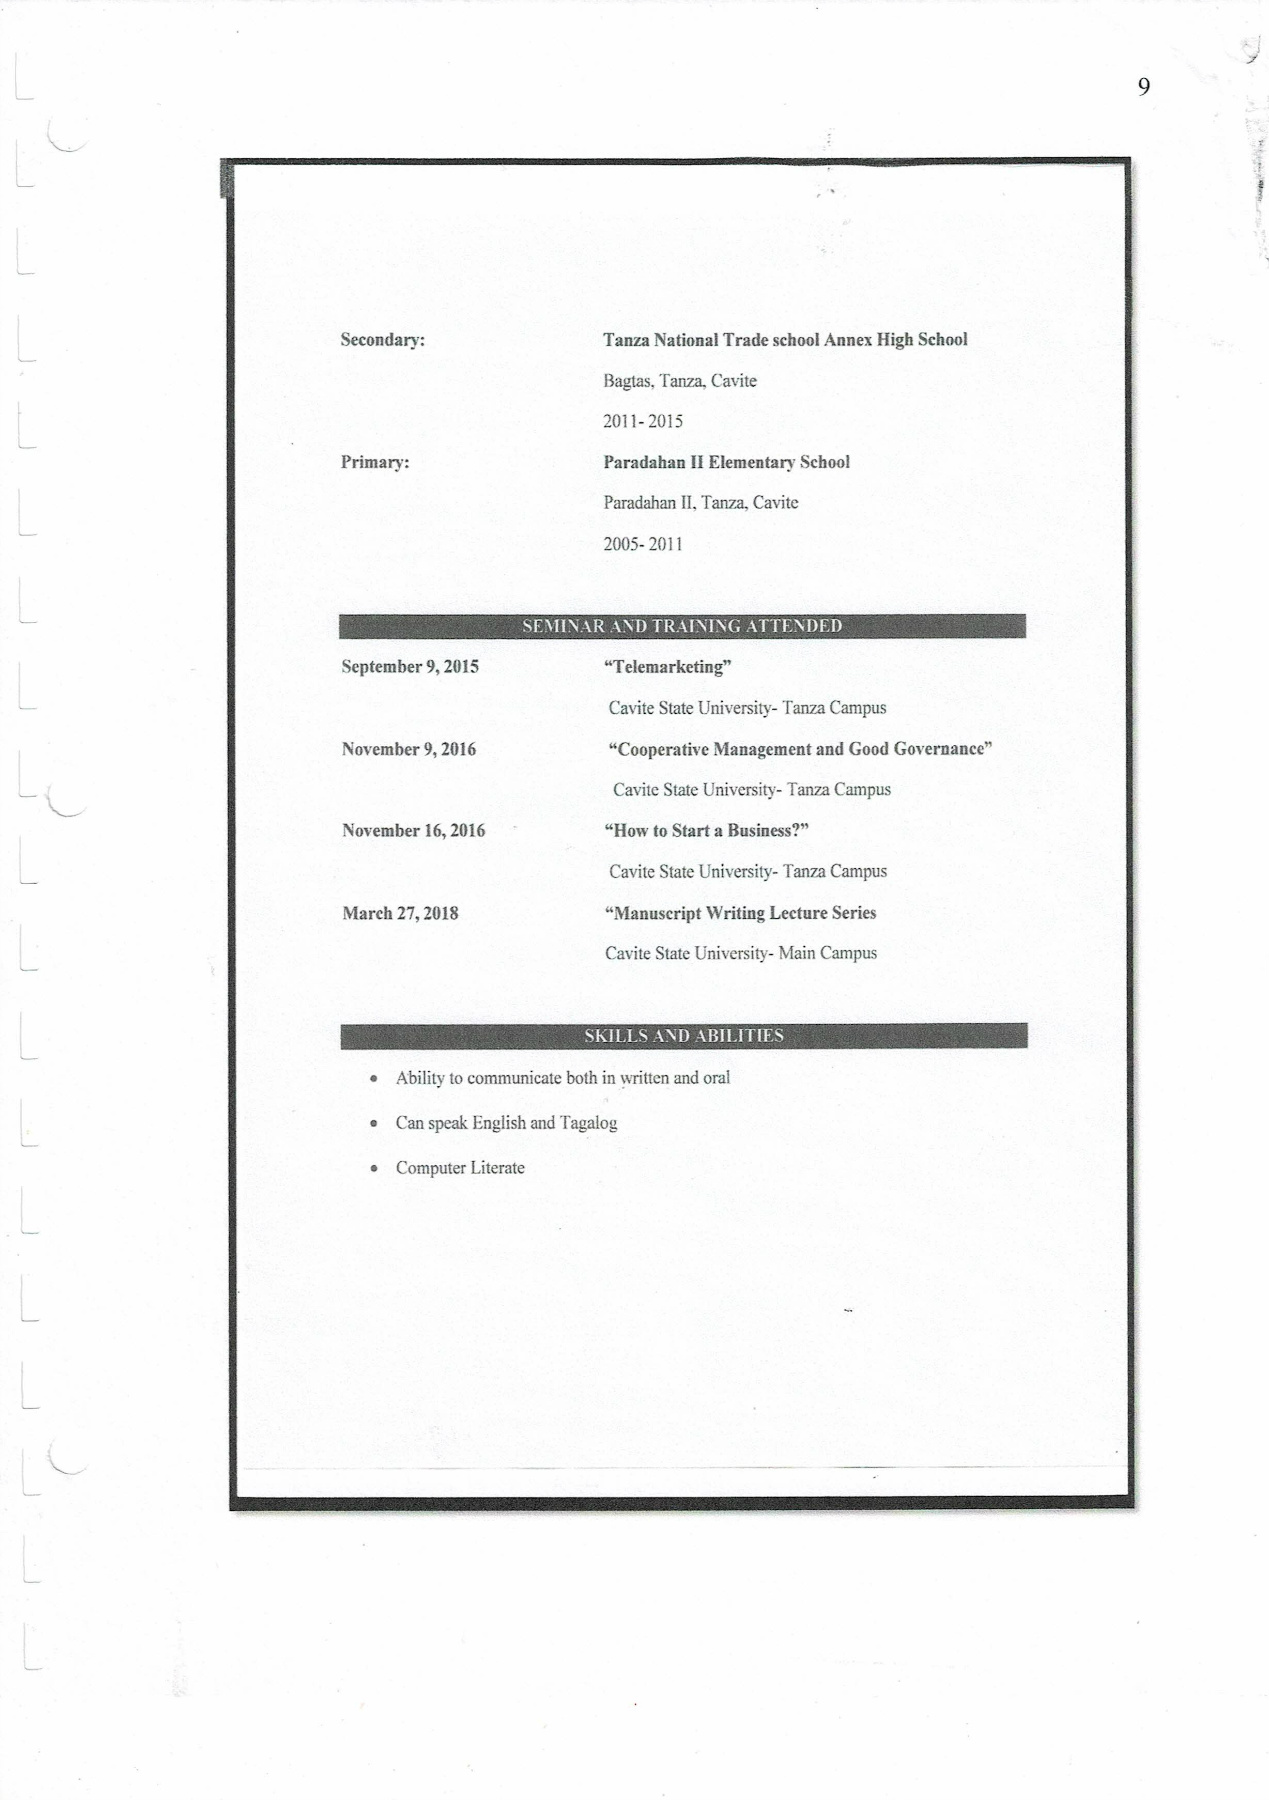 9
Secondary: Tanza National Trade school Annex High School
Bagtas, Tanza, Cavite
2011- 2015
Primary: Paradahan II Elementary School
Paradahan II, Tanza, Cavite
2005- 2011
SEMINAR AND TRAINING ATTENDED
September 9, 2015 “Telemarketing”
Cavite State University- Tanza Campus
November 9, 2016 “Cooperative Management and Good Governance”
Cavite State University- Tanza Campus
November 16, 2016 “How to Start a Business?”
Cavite State University- Tanza Campus
March 27, 2018 “Manuscript Writing Lecture Series
Cavite State University- Main Campus
SKILLS AND ABILITIES
• Ability to communicate both in written and oral
• Can speak English and Tagalog
• Computer Literate